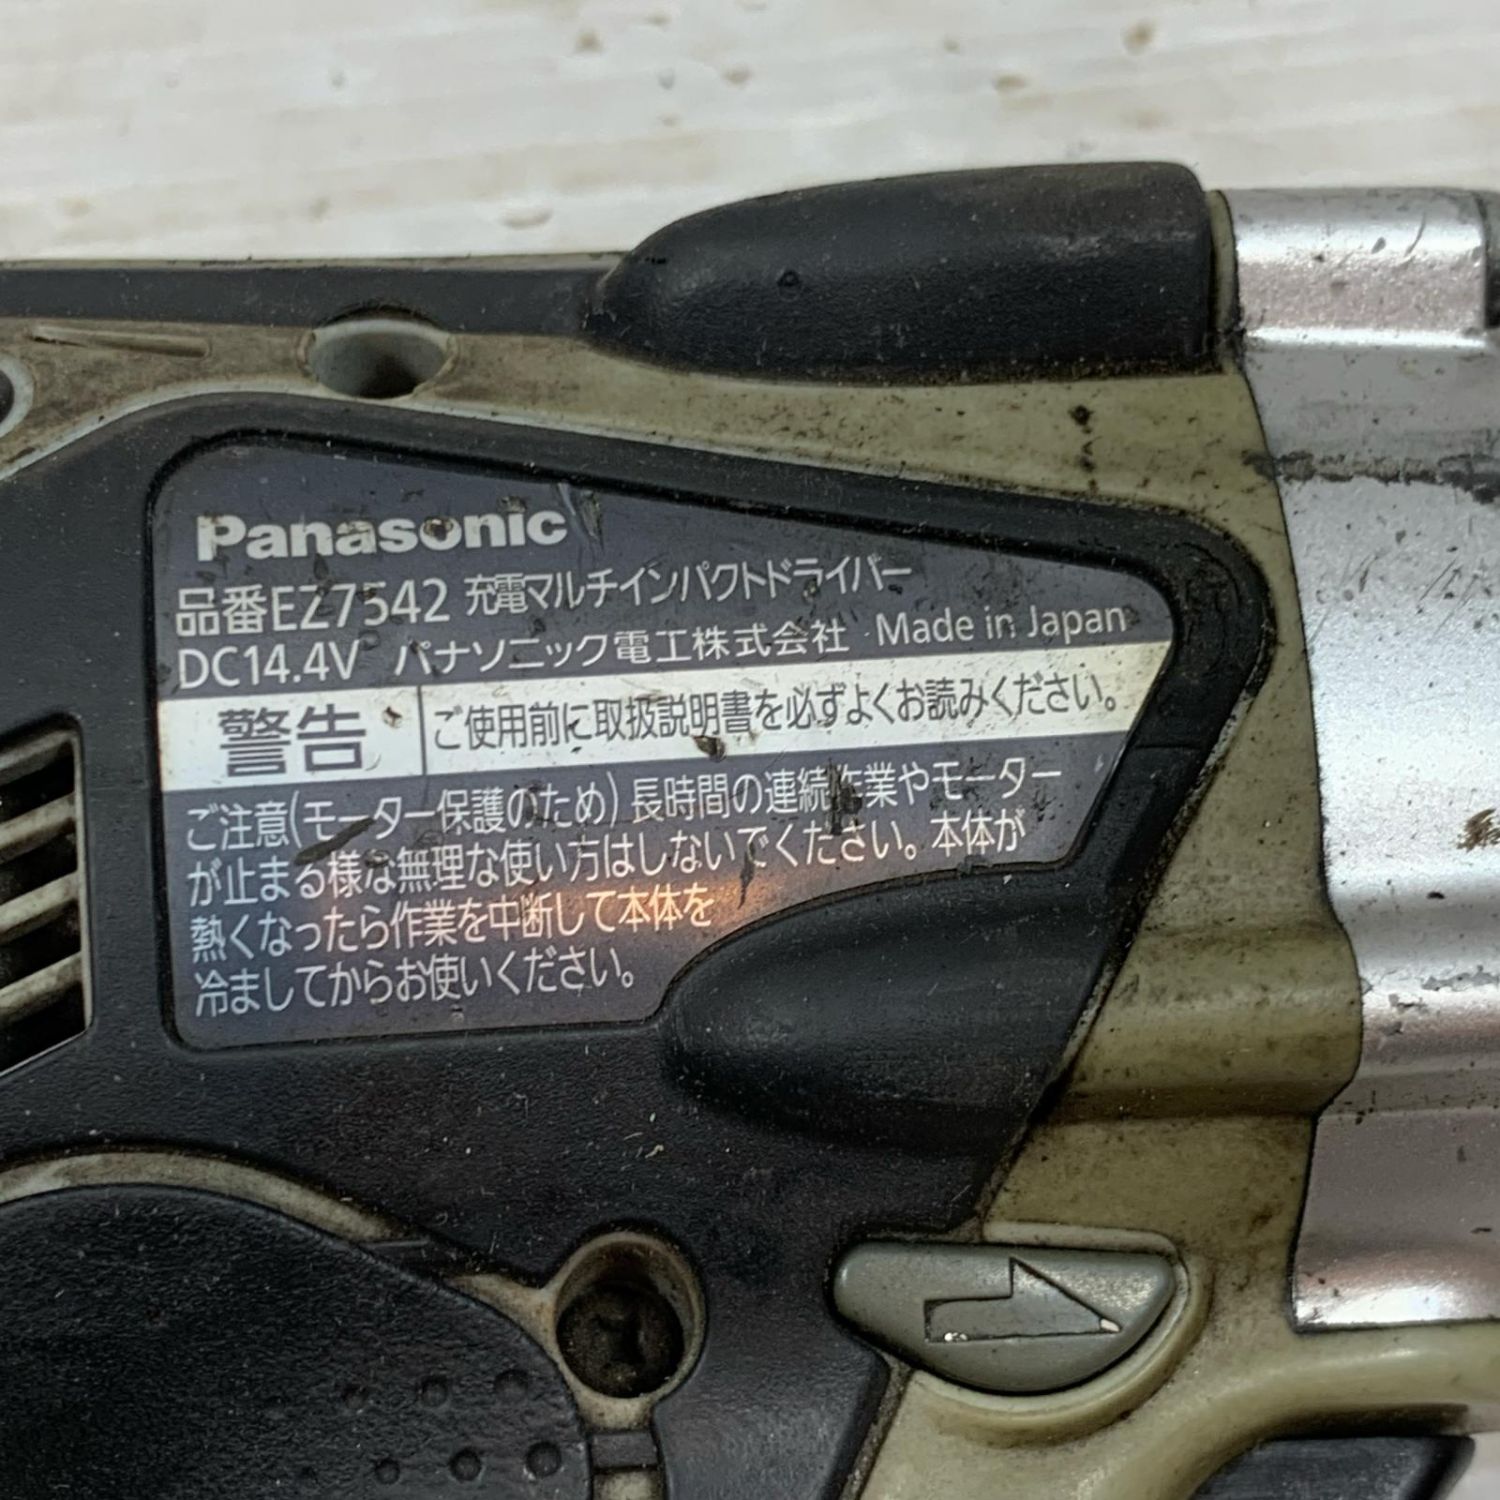 Panasonic
品番EZ7542 充電マルチインパクトドライバー
DC14.4V パナソニック電工株式会社 Made in Japan
警告 ご使用前に取扱説明書を必ずよくお読みください。
ご注意(モーター保護のため)長時間の連続作業やモーター
が止まる様な無理な使い方はしないでください。本体が
熱くなったら作業を中断して本体を
冷ましてからお使いください。